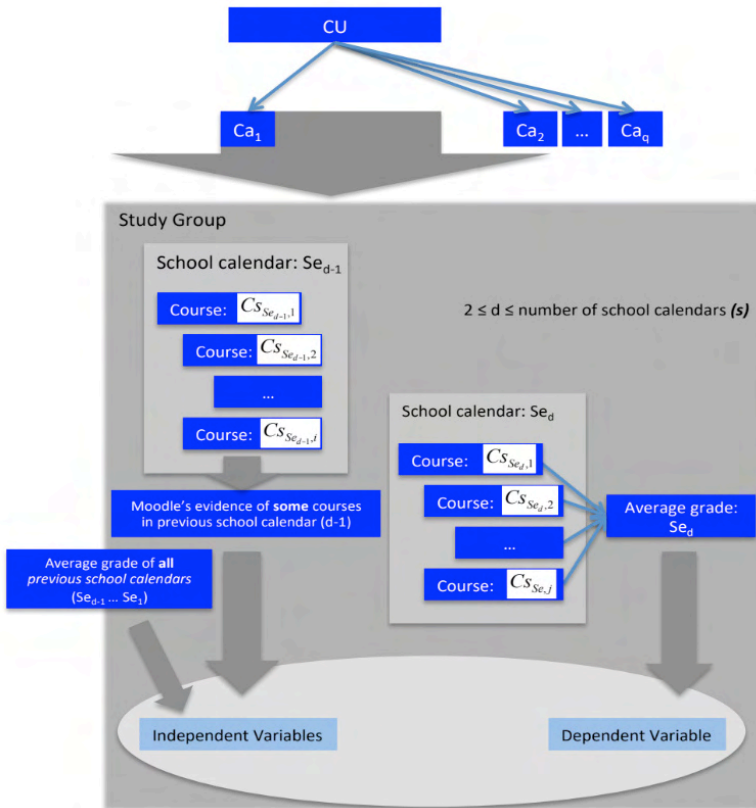 CU
Ca1
Ca2
...
Caq
Study Group
School calendar: Sed-1
Course: CsSed-1,1
Course: CsSed-1,2
...
Course: CsSed-1,i
2 ≤ d ≤ number of school calendars (s)
School calendar: Sed
Course: CsSed,1
Course: CsSed,2
...
Course: CsSe,j
Moodle’s evidence of some courses
in previous school calendar (d-1)
Average grade:
Sed
Average grade of all
previous school calendars
(Sed-1 ... Se1)
Independent Variables
Dependent Variable